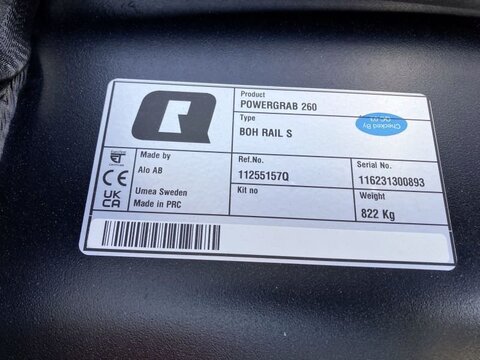 Product
POWERGRAB 260
Type
BOH RAIL S
Checked By
Made by
Alo AB
Umea Sweden
Made in PRC
CE
UK
CA
Ref.No.
11255157Q
Serial No.
116231300893
Kit no
Weight
822 Kg